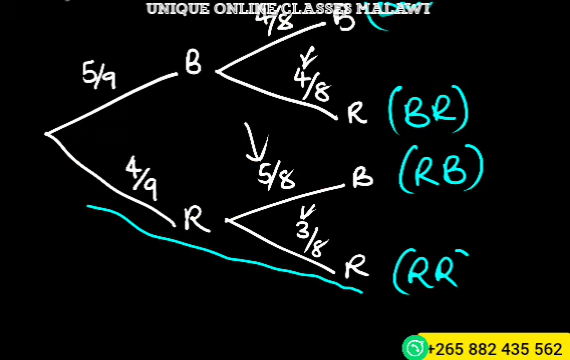 UNIQUE ONLINE CLASSES MALAWI
4/8 B
5/9 B
4/8
R (BR)
5/8 B (RB)
4/9 R
3/8
R (RR
+265 882 435 562